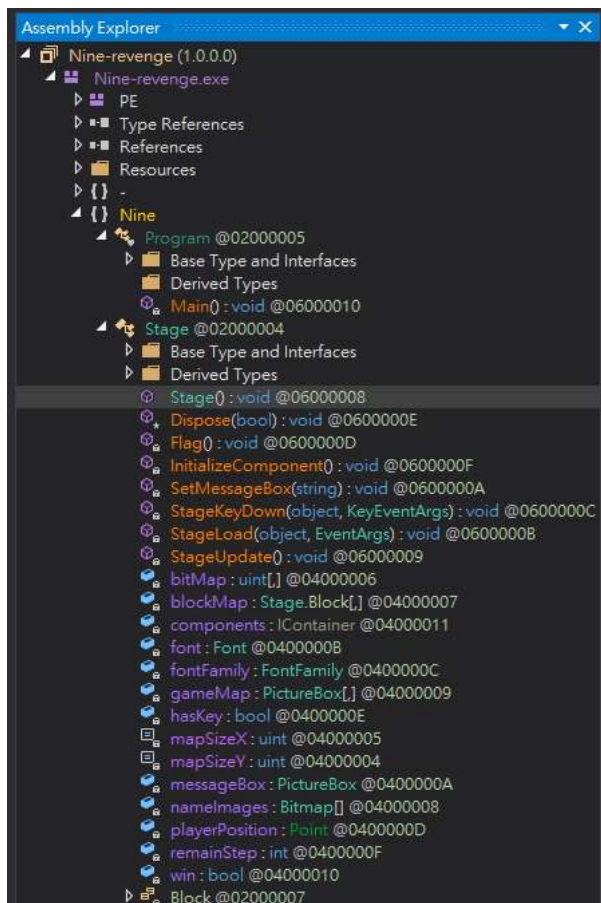 Assembly Explorer
Nine-revenge (1.0.0.0)
Nine-revenge.exe
PE
Type References
References
Resources
{ } -
{ } Nine
Program @02000005
Base Type and Interfaces
Derived Types
Main() : void @06000010
Stage @02000004
Base Type and Interfaces
Derived Types
Stage() : void @06000008
Dispose(bool) : void @0600000E
Flag() : void @0600000D
InitializeComponent() : void @0600000F
SetMessageBox(string) : void @0600000A
StageKeyDown(object, KeyEventArgs) : void @0600000C
StageLoad(object, EventArgs) : void @0600000B
StageUpdate() : void @06000009
bitMap : uint[,] @04000006
blockMap : Stage.Block[,] @04000007
components : IContainer @04000011
font : Font @0400000B
fontFamily : FontFamily @0400000C
gameMap : PictureBox[,] @04000009
hasKey : bool @0400000E
mapSizeX : uint @04000005
mapSizeY : uint @04000004
messageBox : PictureBox @0400000A
nameImages : Bitmap[] @04000008
playerPosition : Point @0400000D
remainStep : int @0400000F
win : bool @04000010
Block @02000007